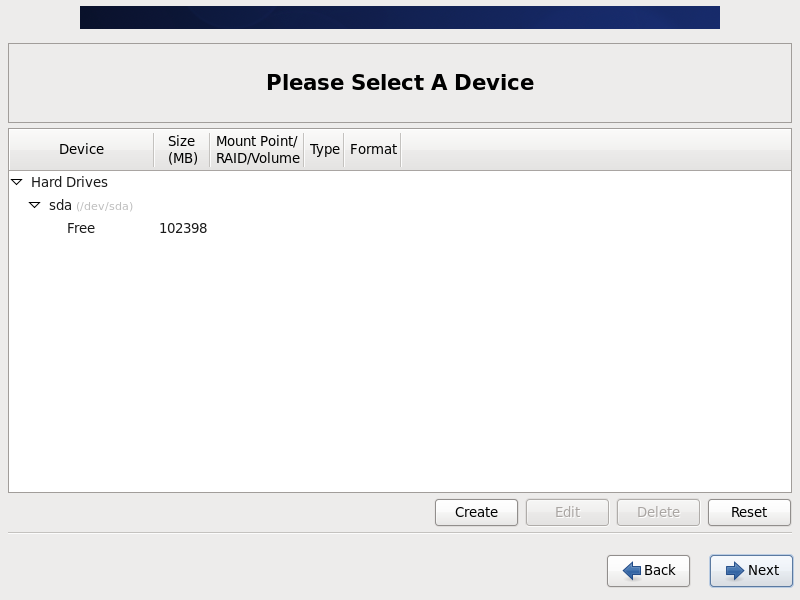 Please Select A Device
Device
Size
(MB)
Mount Point/
RAID/Volume
Type
Format
Hard Drives
sda (/dev/sda)
Free 102398
Create
Edit
Delete
Reset
Back
Next